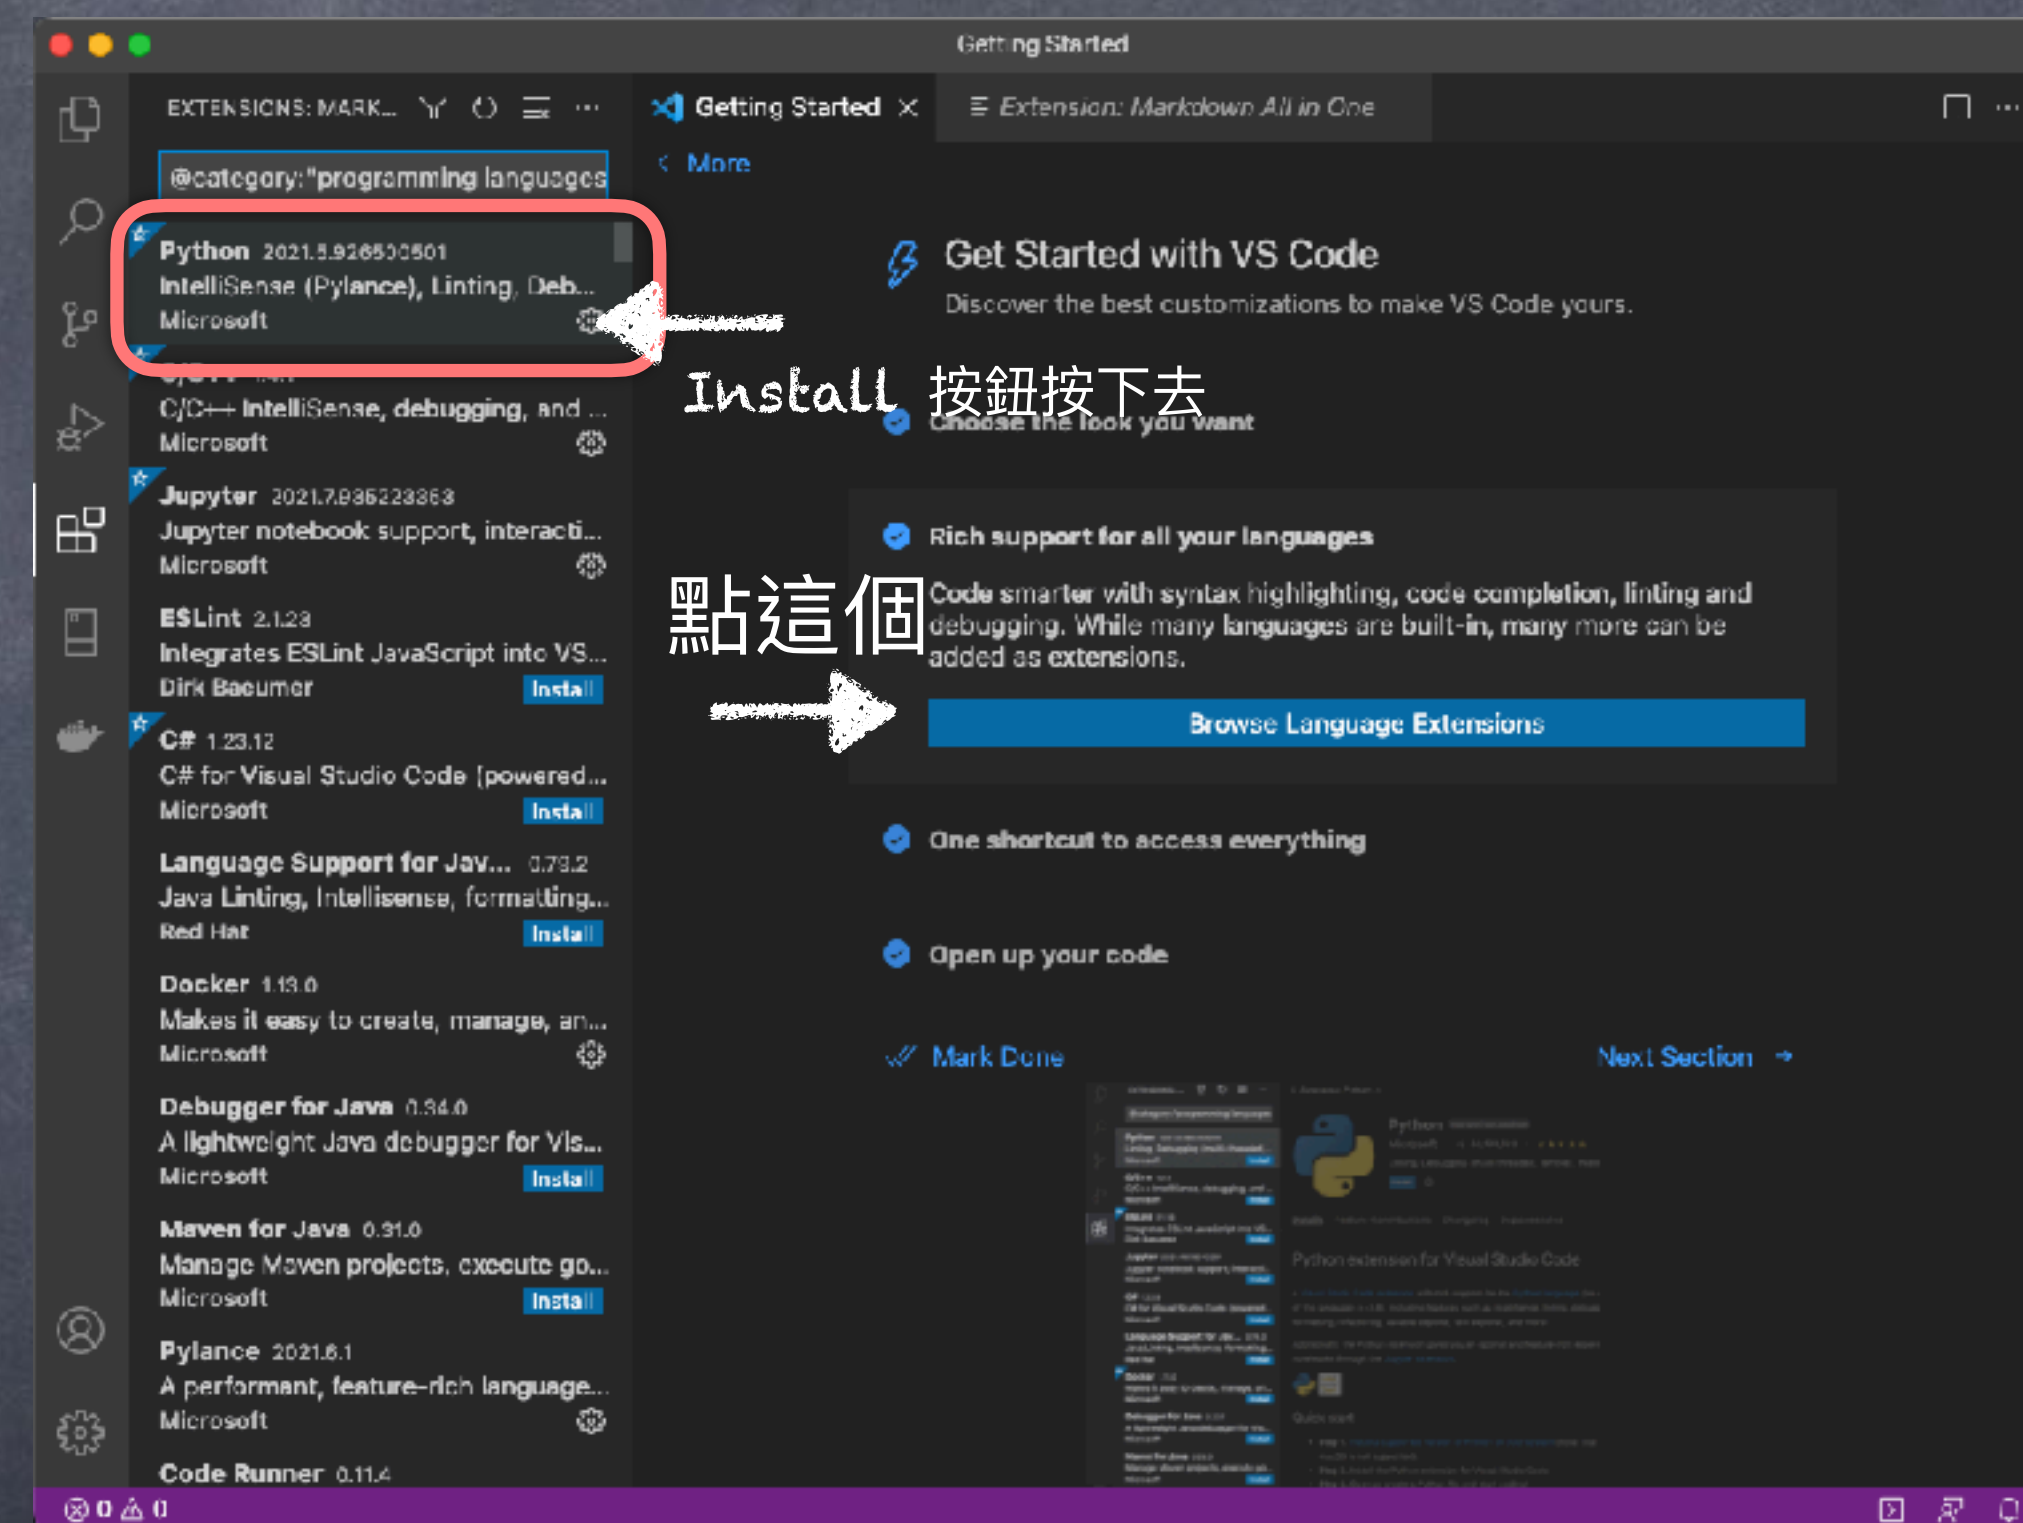 Getting Started
EXTENSIONS: MARK...
Getting Started
Extension: Markdown All in One
@category:"programming languages
More
Python 2021.5.926500501
IntelliSense (Pylance), Linting, Deb...
Microsoft
Get Started with VS Code
Discover the best customizations to make VS Code yours.
Install 按鈕按下去
C/C++ IntelliSense, debugging, and ...
Microsoft
Choose the look you want
Jupyter
Jupyter notebook support, interacti...
Microsoft
Rich support for all your languages
點這個
Code smarter with syntax highlighting, code completion, linting and
debugging. While many languages are built-in, many more can be
added as extensions.
Browse Language Extensions
ESLint 2.1.23
Integrates ESLint JavaScript into VS...
Dirk Baeumer
Install
C# 1.23.12
C# for Visual Studio Code (powered...
Microsoft
Install
One shortcut to access everything
Language Support for Jav... 0.79.2
Java Linting, Intellisense, formatting...
Red Hat
Install
Open up your code
Docker 1.13.0
Makes it easy to create, manage, an...
Microsoft
Mark Done
Next Section
Debugger for Java 0.34.0
A lightweight Java debugger for Vis...
Microsoft
Install
Maven for Java 0.31.0
Manage Maven projects, execute go...
Microsoft
Install
Pylance 2021.6.1
A performant, feature-rich language...
Microsoft
Code Runner 0.11.4
Python
Python extension for Visual Studio Code
Quick start
0 0